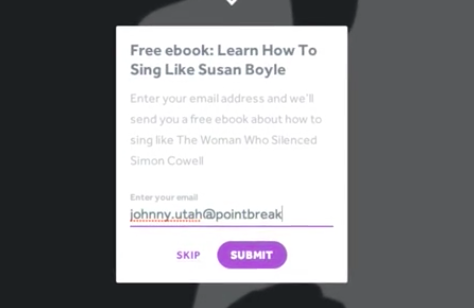 Free ebook: Learn How To
Sing Like Susan Boyle
Enter your email address and we'll
send you a free ebook about how to
sing like The Woman Who Silenced
Simon Cowell
Enter your email
johnny.utah@pointbreak
SKIP
SUBMIT